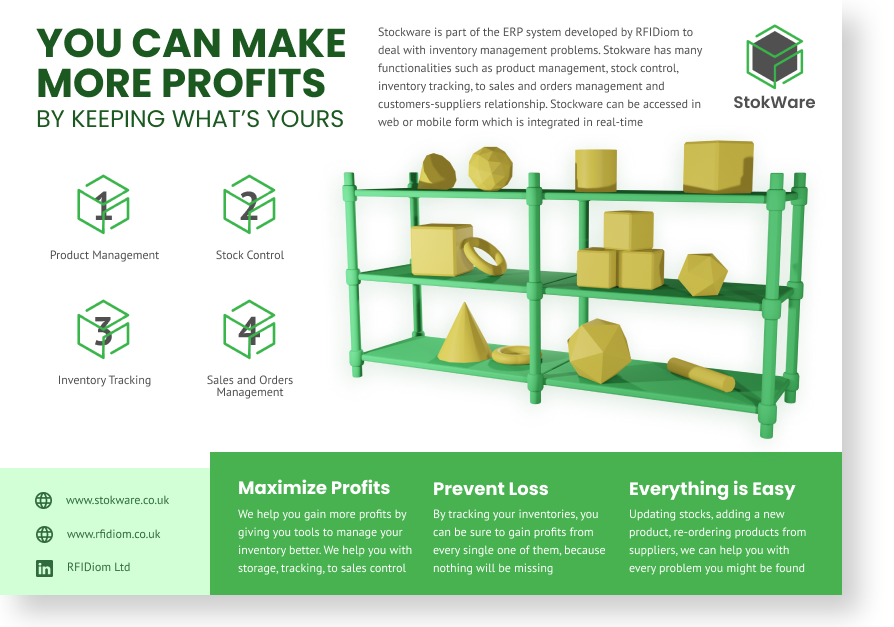 YOU CAN MAKE
MORE PROFITS
BY KEEPING WHAT'S YOURS
Stockware is part of the ERP system developed by RFIDiom to
deal with inventory management problems. Stokware has many
functionalities such as product management, stock control,
inventory tracking, to sales and orders management and
customers-suppliers relationship. Stockware can be accessed in
web or mobile form which is integrated in real-time
StokWare
1
Product Management
2
Stock Control
3
Inventory Tracking
4
Sales and Orders
Management
www.stokware.co.uk
www.rfidiom.co.uk
in
RFIDiom Ltd
Maximize Profits
We help you gain more profits by
giving you tools to manage your
inventory better. We help you with
storage, tracking, to sales control
Prevent Loss
By tracking your inventories, you
can be sure to gain profits from
every single one of them, because
nothing will be missing
Everything is Easy
Updating stocks, adding a new
product, re-ordering products from
suppliers, we can help you with
every problem you might be found